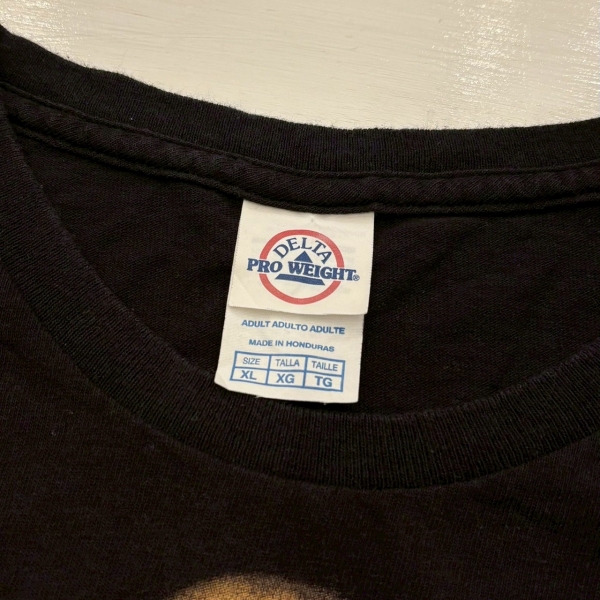 DELTA
PRO WEIGHT®
ADULT ADULTO ADULTE
MADE IN HONDURAS
SIZE TALLA TAILLE
XL XG TG